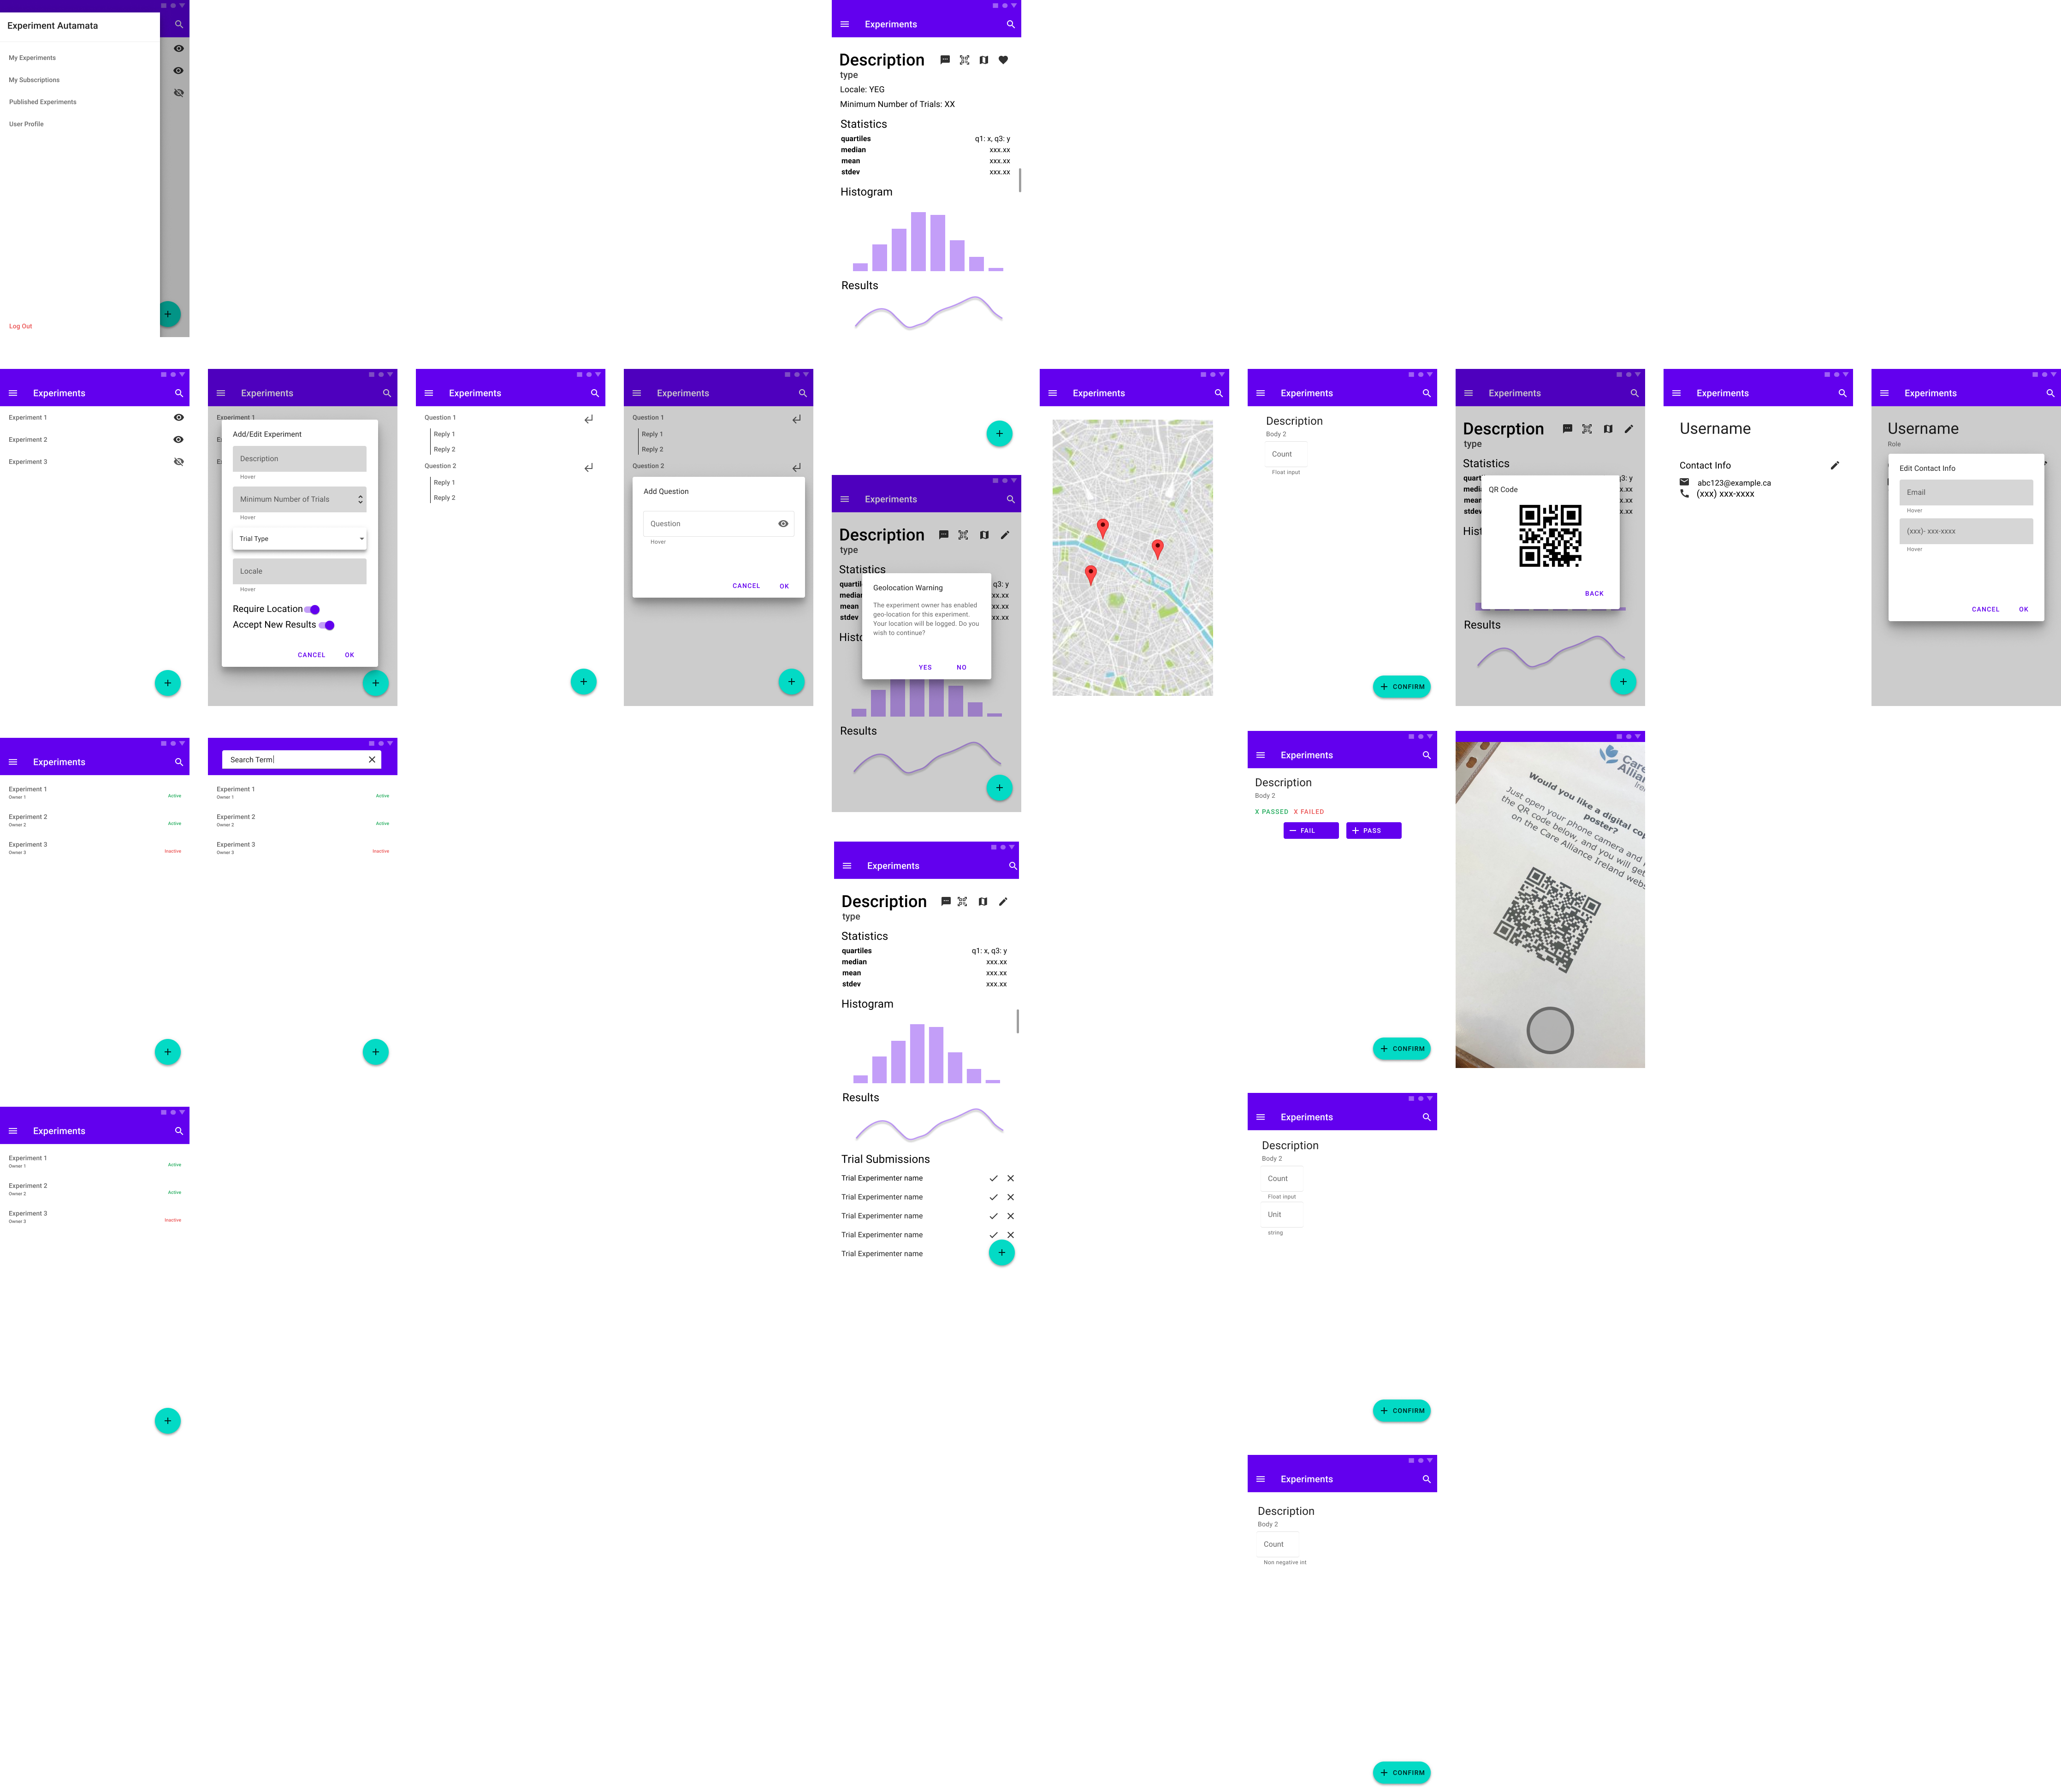 Experiment Autamata
My Experiments
My Subscriptions
Published Experiments
User Profile
Log Out
Experiments
Description
type
Locale: YEG
Minimum Number of Trials: XX
Statistics
quartiles q1: x, q3: y
median xxx.xx
mean xxx.xx
stdev xxx.xx
Histogram
Results
Experiments
Experiment 1
Experiment 2
Experiment 3
Experiments
Experiment 1
Add/Edit Experiment
Description
Hover
Minimum Number of Trials
Hover
Trial Type
Locale
Hover
Require Location
Accept New Results
CANCEL OK
Experiments
Question 1
Reply 1
Reply 2
Question 2
Reply 1
Reply 2
Experiments
Question 1
Reply 1
Reply 2
Question 2
Add Question
Question
Hover
CANCEL OK
Experiments
Description
type
Statistics
quartil q3: y
median xx.xx
mean xx.xx
stdev xx.xx
Histo
Geolocation Warning
The experiment owner has enabled
geo-location for this experiment.
Your location will be logged. Do you
wish to continue?
YES NO
Results
Experiments
Experiments
Description
Body 2
Count
Float input
CONFIRM
Experiments
Descrption
type
Statistics
quart 3: y
medi x.xx
mean x.xx
stdev x.xx
Hist
QR Code
BACK
Results
Experiments
Username
Contact Info
abc123@example.ca
(xxx) xxx-xxxx
Experiments
Username
Role
Edit Contact Info
Email
Hover
(xxx)- xxx-xxxx
Hover
CANCEL OK
Experiments
Experiment 1
Owner 1 Active
Experiment 2
Owner 2 Active
Experiment 3
Owner 3 Inactive
Search Term
Experiment 1
Owner 1 Active
Experiment 2
Owner 2 Active
Experiment 3
Owner 3 Inactive
Experiments
Description
type
Statistics
quartiles q1: x, q3: y
median xxx.xx
mean xxx.xx
stdev xxx.xx
Histogram
Results
Trial Submissions
Trial Experimenter name
Trial Experimenter name
Trial Experimenter name
Trial Experimenter name
Trial Experimenter name
Experiments
Description
Body 2
X PASSED X FAILED
FAIL PASS
CONFIRM
Care
Alliance
Would you like a digital cop
poster?
Just open your phone camera and
the QR code below, and you will get
on the Care Alliance Ireland webs
Experiments
Experiment 1
Owner 1 Active
Experiment 2
Owner 2 Active
Experiment 3
Owner 3 Inactive
Experiments
Description
Body 2
Count
Float input
Unit
string
CONFIRM
Experiments
Description
Body 2
Count
Non negative int
CONFIRM